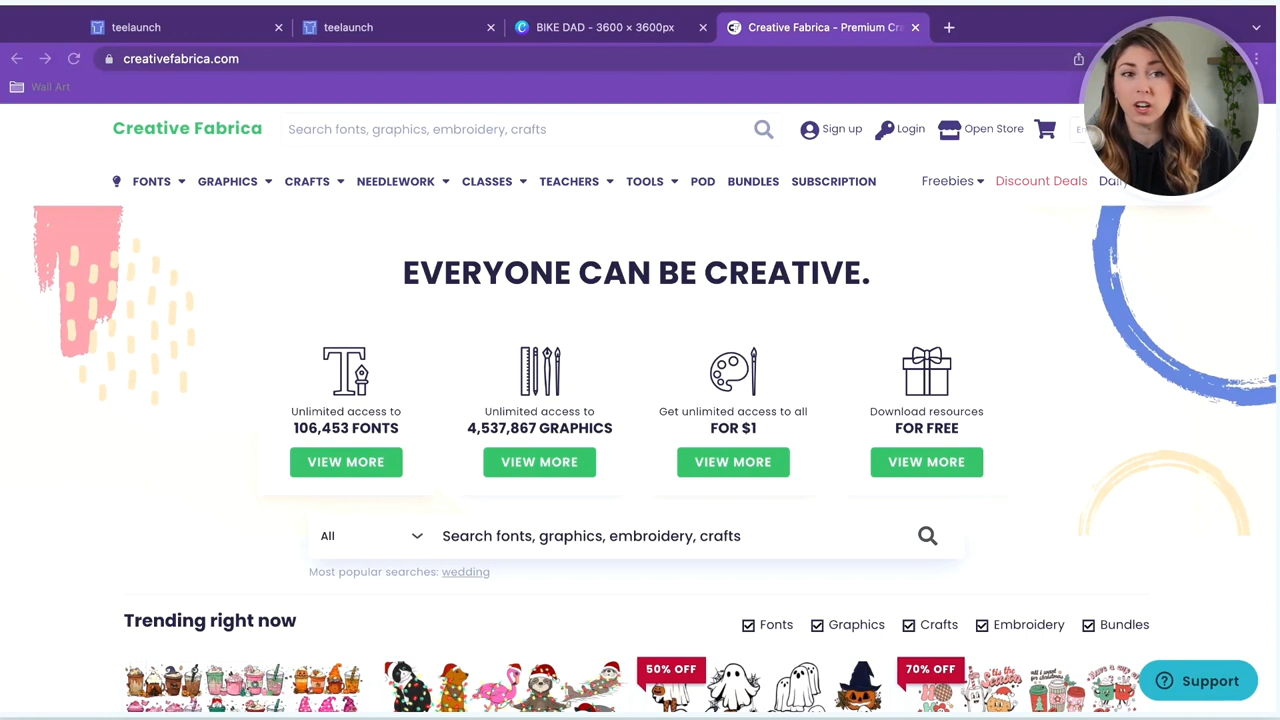 teelaunch
teelaunch
BIKE DAD - 3600 × 3600px
Creative Fabrica – Premium Cra
creativefabrica.com
Wall Art
Creative Fabrica
Search fonts, graphics, embroidery, crafts
Sign up
Login
Open Store
FONTS
GRAPHICS
CRAFTS
NEEDLEWORK
CLASSES
TEACHERS
TOOLS
POD
BUNDLES
SUBSCRIPTION
Freebies
Discount Deals
EVERYONE CAN BE CREATIVE.
Unlimited access to
106,453 FONTS
VIEW MORE
Unlimited access to
4,537,867 GRAPHICS
VIEW MORE
Get unlimited access to all
FOR $1
VIEW MORE
Download resources
FOR FREE
VIEW MORE
All
Search fonts, graphics, embroidery, crafts
Most popular searches: wedding
Trending right now
Fonts
Graphics
Crafts
Embroidery
Bundles
50% OFF
70% OFF
Support